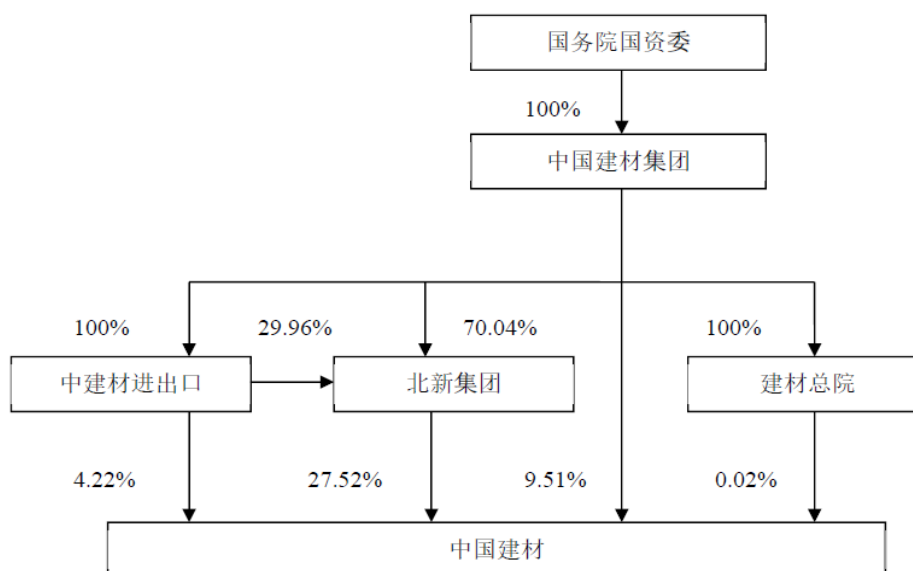 国务院国资委
100%
中国建材集团
100%
29.96%
70.04%
100%
中建材进出口
北新集团
建材总院
4.22%
27.52%
9.51%
0.02%
中国建材